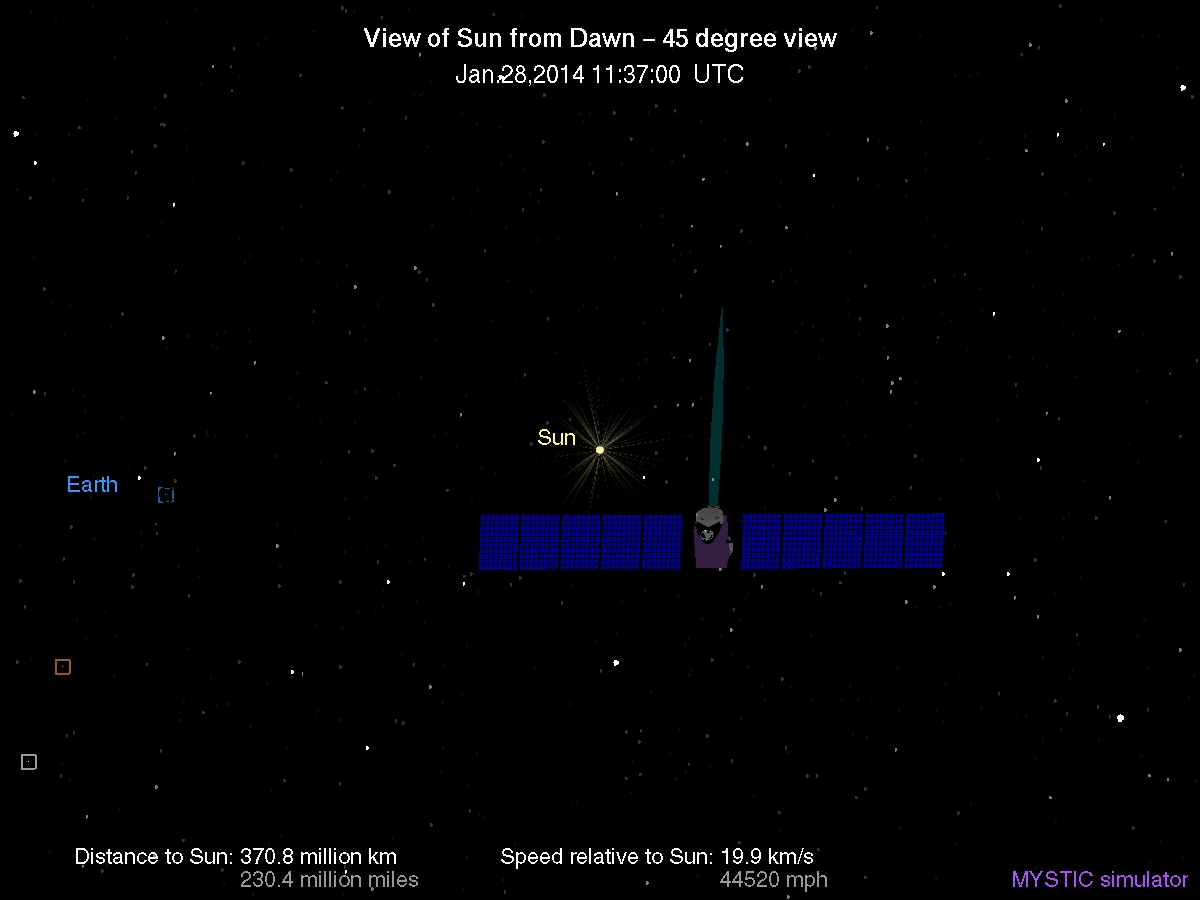 View of Sun from Dawn – 45 degree view
Jan.28,2014 11:37:00 UTC
Sun
Earth
Distance to Sun: 370.8 million km
230.4 million miles
Speed relative to Sun: 19.9 km/s
44520 mph
MYSTIC simulator